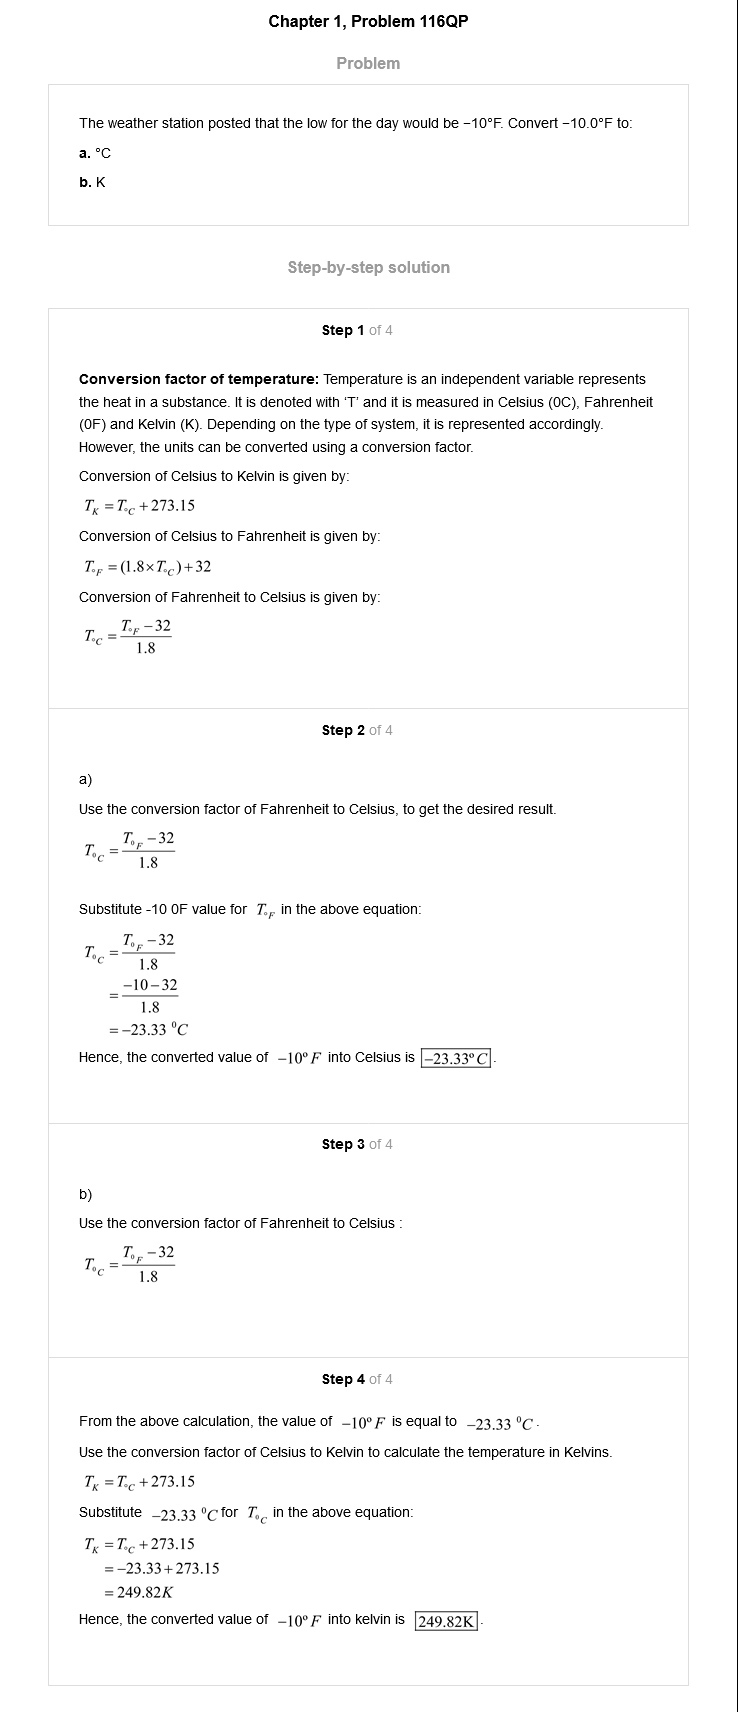 Chapter 1, Problem 116QP
Problem
The weather station posted that the low for the day would be −10°F. Convert −10.0°F to:
a. °C
b. K
Step-by-step solution
Step 1 of 4
Conversion factor of temperature: Temperature is an independent variable represents
the heat in a substance. It is denoted with ‘T’ and it is measured in Celsius (0C), Fahrenheit
(0F) and Kelvin (K). Depending on the type of system, it is represented accordingly.
However, the units can be converted using a conversion factor.
Conversion of Celsius to Kelvin is given by:
T_K = T_°C + 273.15
Conversion of Celsius to Fahrenheit is given by:
T_°F = (1.8 × T_°C) + 32
Conversion of Fahrenheit to Celsius is given by:
T_°C = (T_°F − 32) / 1.8
Step 2 of 4
a)
Use the conversion factor of Fahrenheit to Celsius, to get the desired result.
T_°C = (T_°F − 32) / 1.8
Substitute -10 0F value for T_°F in the above equation:
T_°C = (T_°F − 32) / 1.8
= (−10 − 32) / 1.8
= −23.33 ⁰C
Hence, the converted value of −10° F into Celsius is −23.33° C.
Step 3 of 4
b)
Use the conversion factor of Fahrenheit to Celsius :
T_°C = (T_°F − 32) / 1.8
Step 4 of 4
From the above calculation, the value of −10° F is equal to −23.33 ⁰C.
Use the conversion factor of Celsius to Kelvin to calculate the temperature in Kelvins.
T_K = T_°C + 273.15
Substitute −23.33 ⁰C for T_°C in the above equation:
T_K = T_°C + 273.15
= −23.33 + 273.15
= 249.82K
Hence, the converted value of −10° F into kelvin is 249.82K.